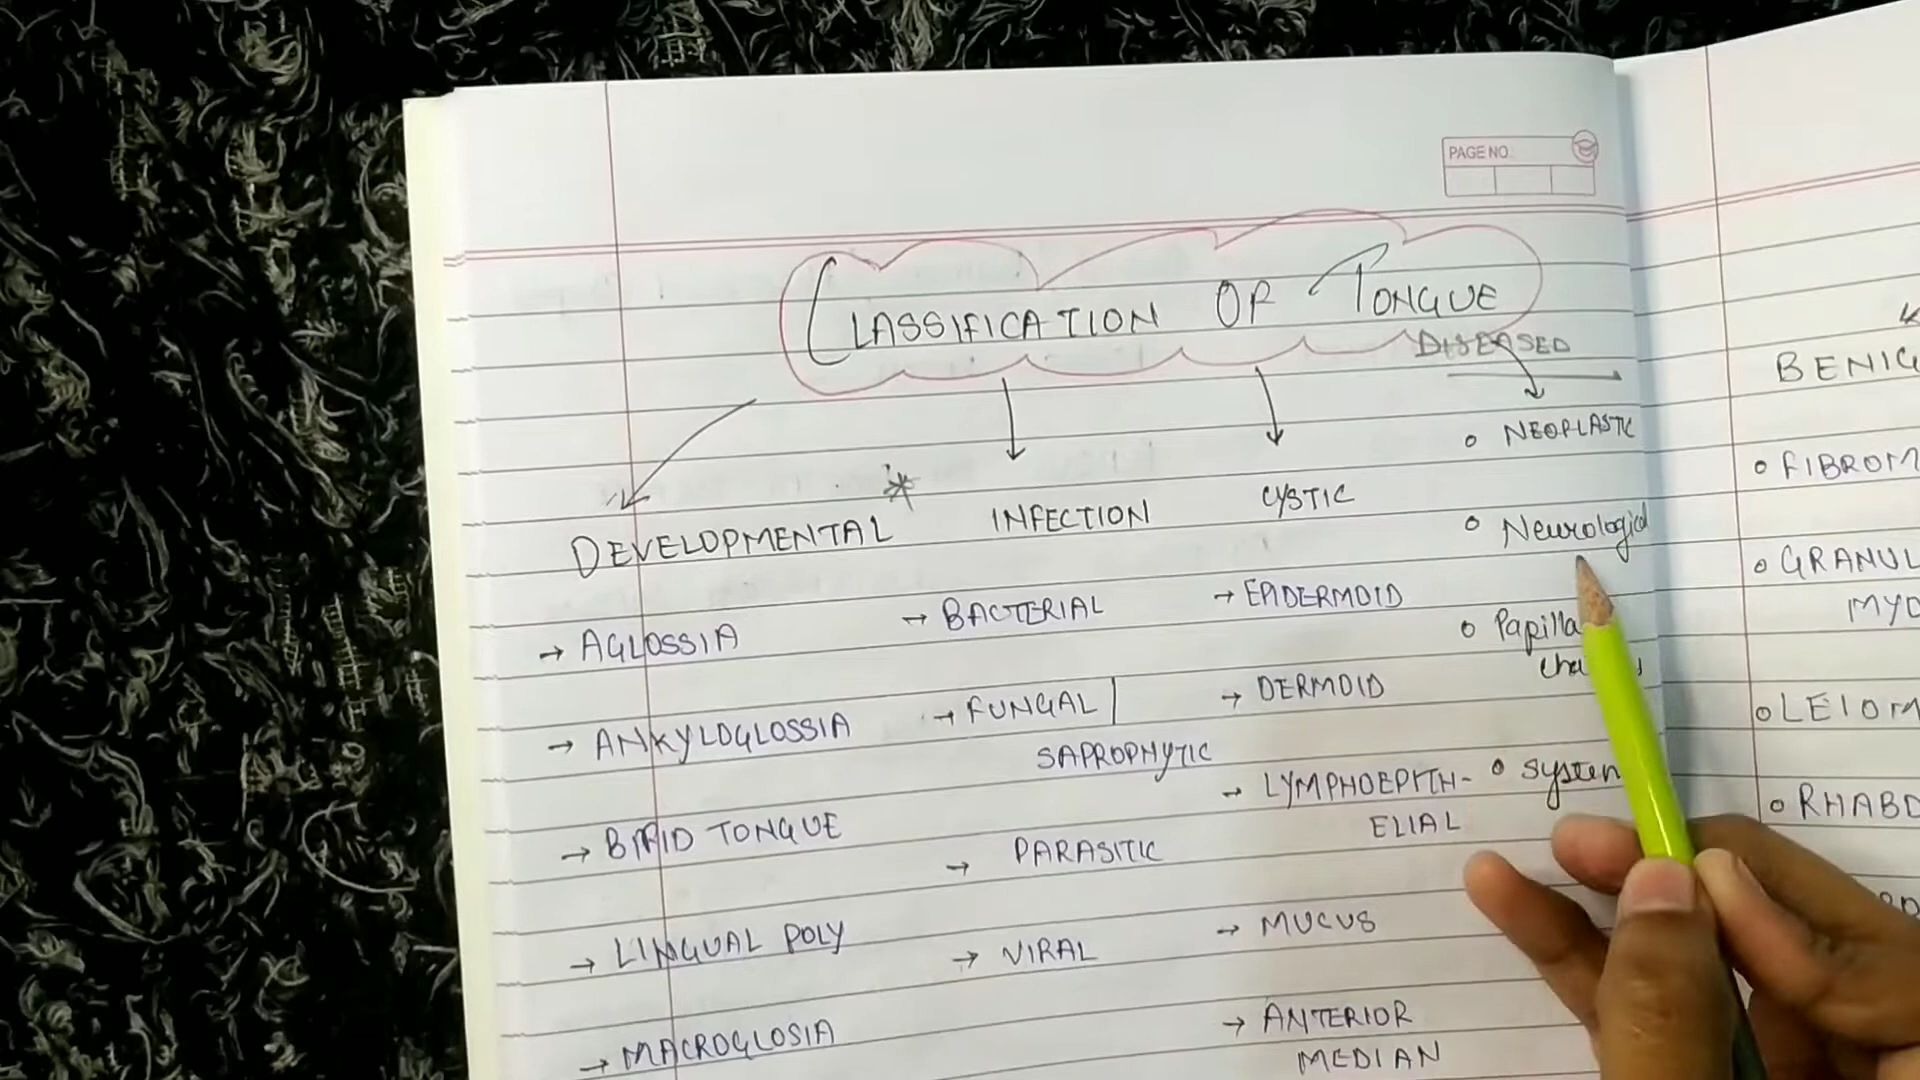 PAGE NO.
CLASSIFICATION OF TONGUE
DISEASED
DEVELOPMENTAL *
→ AGLOSSIA
→ ANKYLOGLOSSIA
→ BIFID TONGUE
→ LINGUAL POLY
→ MACROGLOSIA
INFECTION
→ BACTERIAL
→ FUNGAL |
SAPROPHYTIC
→ PARASITIC
→ VIRAL
CYSTIC
→ EPIDERMOID
→ DERMOID
→ LYMPHOEPITH-
ELIAL
→ MUCUS
→ ANTERIOR
MEDIAN
o NEOPLASTIC
o Neurological
o Papilla
o System
BENIG
o FIBROM
o GRANUL
MYO
o LEIOM
o RHABD